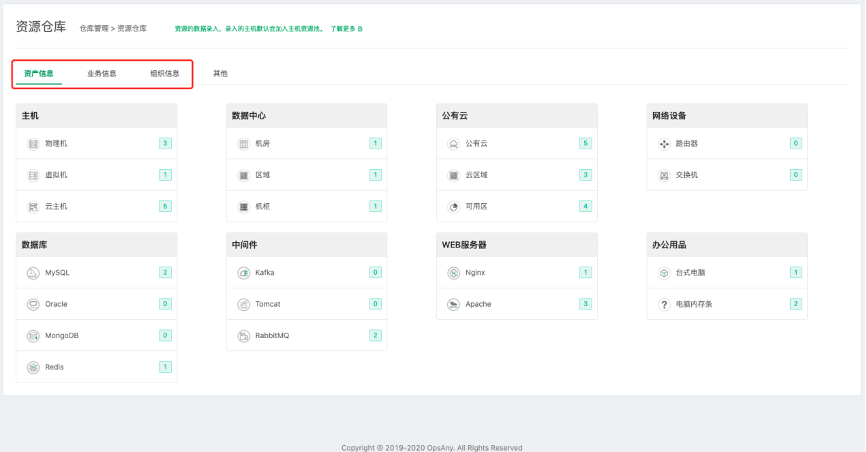 资源仓库 仓库管理 > 资源仓库 资源的数据录入，录入的主机默认会加入主机资源池。 了解更多
资产信息 业务信息 组织信息 其他
主机 数据中心 公有云 网络设备
物理机 3 机房 1 公有云 5 路由器 0
虚拟机 1 区域 1 云区域 3 交换机 0
云主机 5 机柜 1 可用区 4
数据库 中间件 WEB服务器 办公用品
MySQL 2 Kafka 0 Nginx 1 台式电脑 1
Oracle 0 Tomcat 0 Apache 3 ? 电脑内存条 2
MongoDB 0 RabbitMQ 2
Redis 1
Copyright © 2019-2020 OpsAny. All Rights Reserved